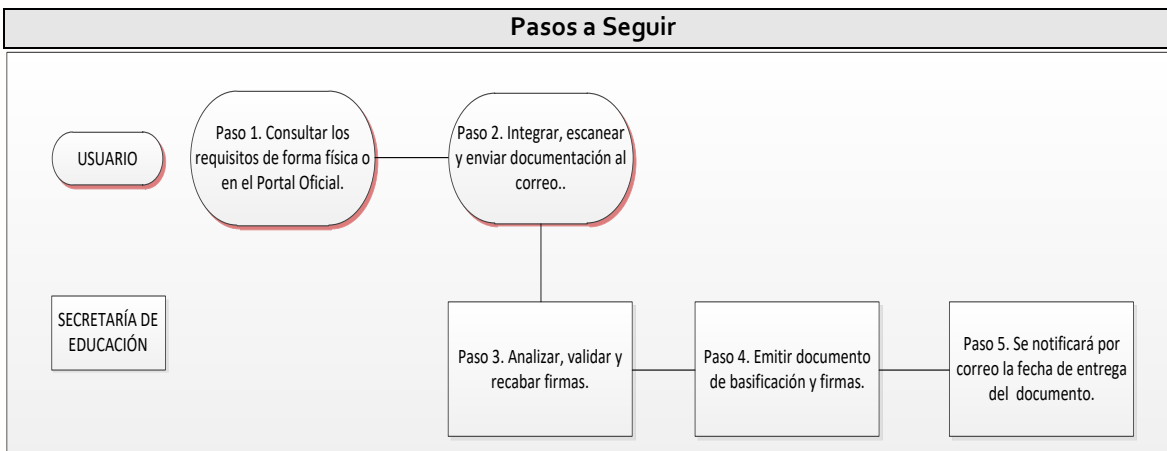 Pasos a Seguir
USUARIO
Paso 1. Consultar los
requisitos de forma física o
en el Portal Oficial.
Paso 2. Integrar, escanear
y enviar documentación al
correo..
SECRETARÍA DE
EDUCACIÓN
Paso 3. Analizar, validar y
recabar firmas.
Paso 4. Emitir documento
de basificación y firmas.
Paso 5. Se notificará por
correo la fecha de entrega
del documento.